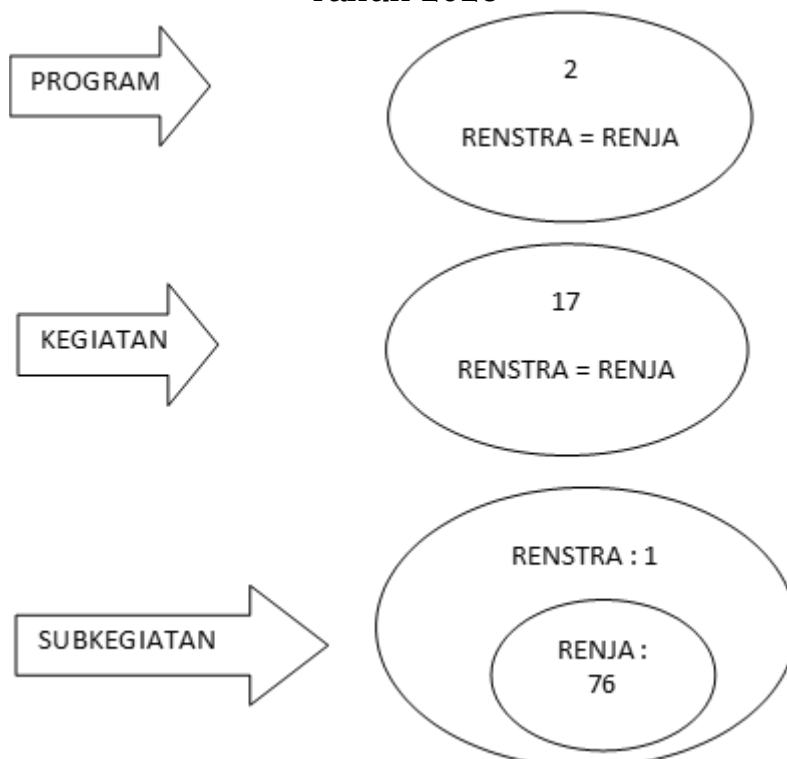 PROGRAM
2
RENSTRA = RENJA
KEGIATAN
17
RENSTRA = RENJA
RENSTRA : 1
SUBKEGIATAN
RENJA :
76